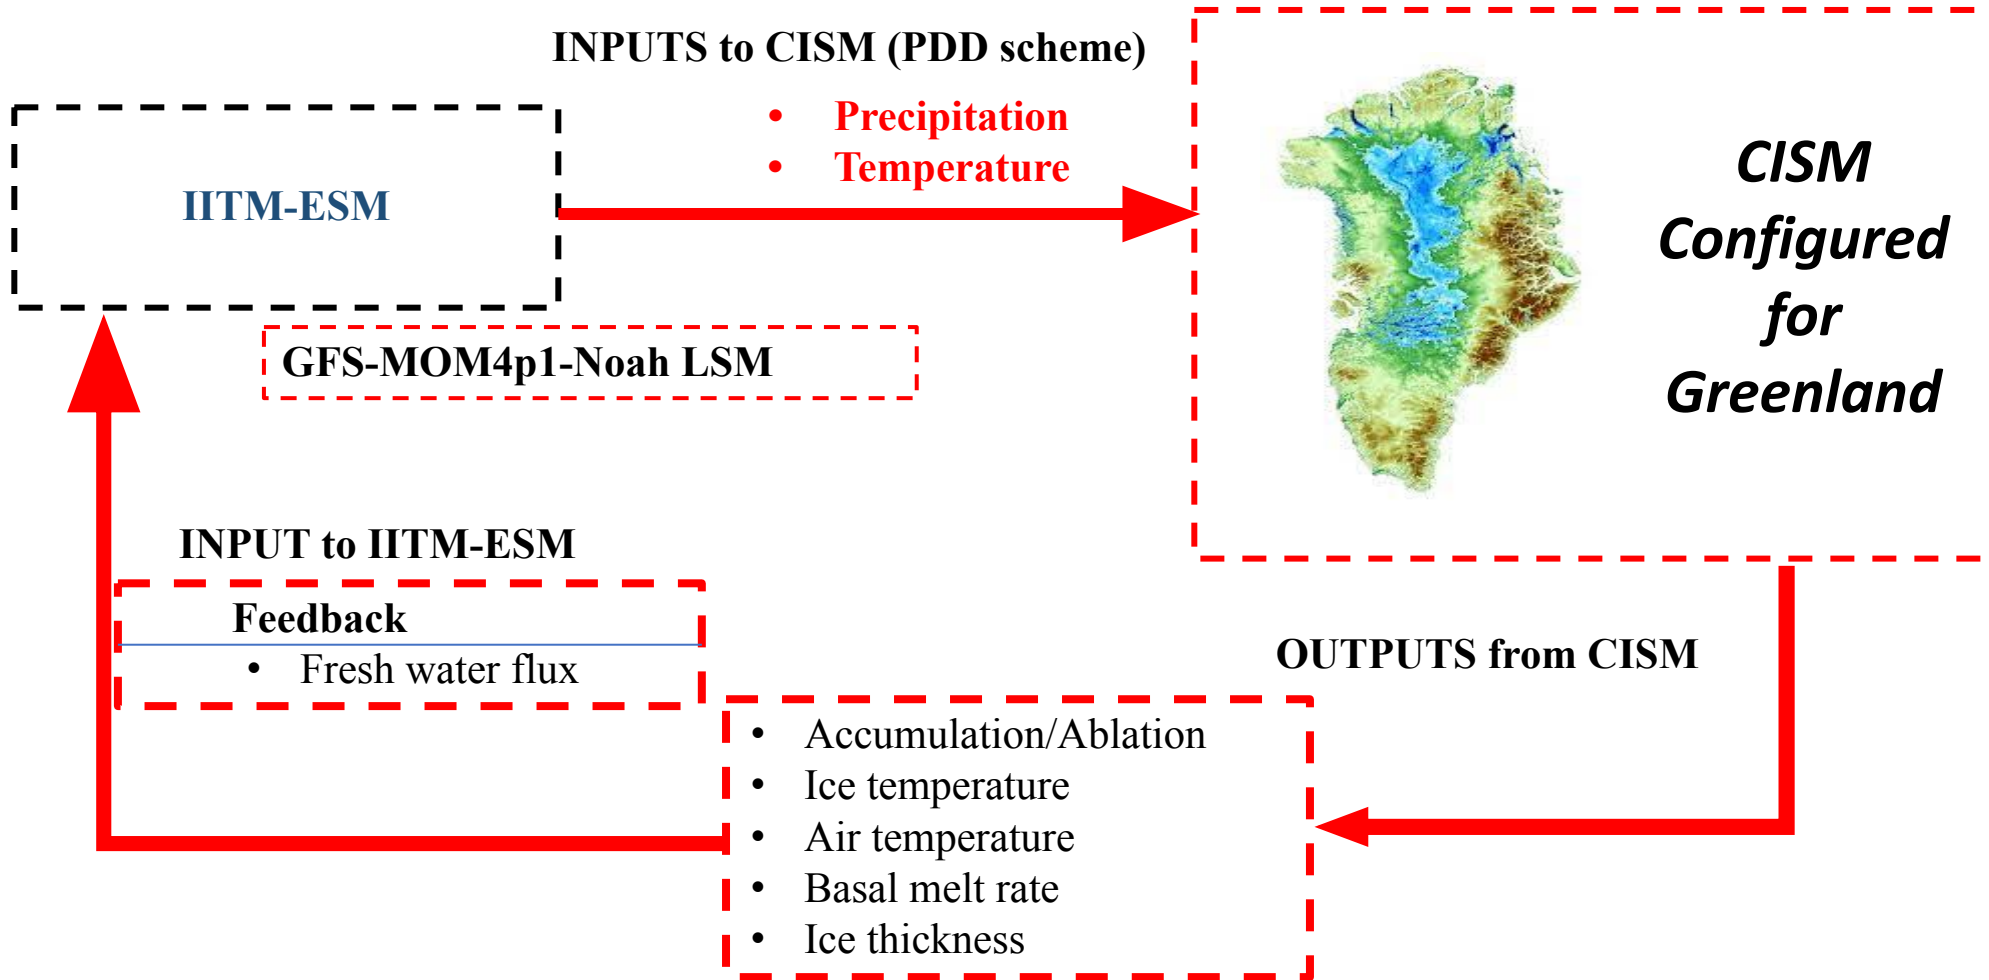 INPUTS to CISM (PDD scheme)
• Precipitation
• Temperature
IITM-ESM
GFS-MOM4p1-Noah LSM
CISM
Configured
for
Greenland
INPUT to IITM-ESM
Feedback
• Fresh water flux
OUTPUTS from CISM
• Accumulation/Ablation
• Ice temperature
• Air temperature
• Basal melt rate
• Ice thickness